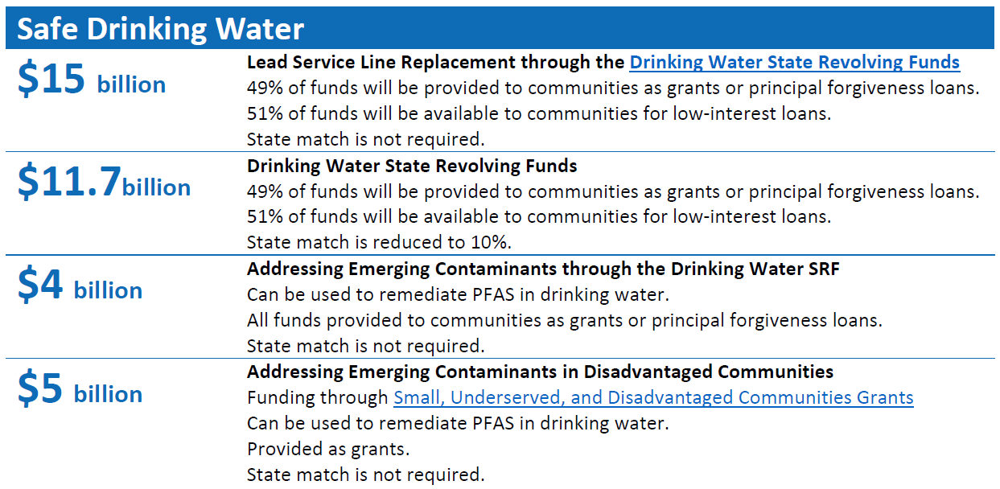 Safe Drinking Water
$15 billion
Lead Service Line Replacement through the Drinking Water State Revolving Funds
49% of funds will be provided to communities as grants or principal forgiveness loans.
51% of funds will be available to communities for low-interest loans.
State match is not required.
$11.7billion
Drinking Water State Revolving Funds
49% of funds will be provided to communities as grants or principal forgiveness loans.
51% of funds will be available to communities for low-interest loans.
State match is reduced to 10%.
$4 billion
Addressing Emerging Contaminants through the Drinking Water SRF
Can be used to remediate PFAS in drinking water.
All funds provided to communities as grants or principal forgiveness loans.
State match is not required.
$5 billion
Addressing Emerging Contaminants in Disadvantaged Communities
Funding through Small, Underserved, and Disadvantaged Communities Grants
Can be used to remediate PFAS in drinking water.
Provided as grants.
State match is not required.